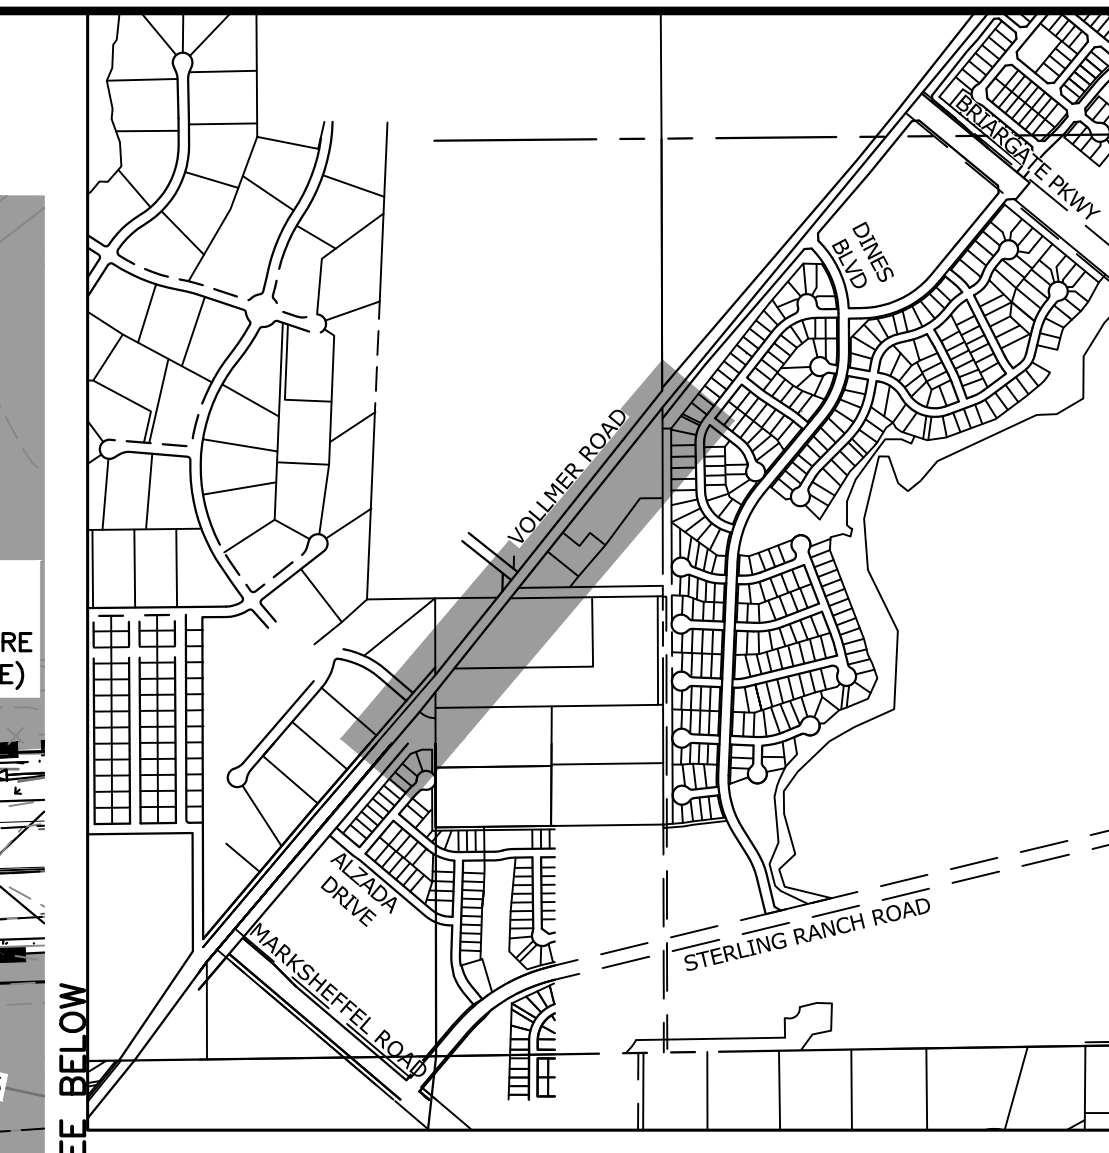 BRIARGATE PKWY
DINES
BLVD
VOLLMER ROAD
RE
E)
ALZADA
DRIVE
MARKSHEFFEL ROAD
STERLING RANCH ROAD
EE BELOW